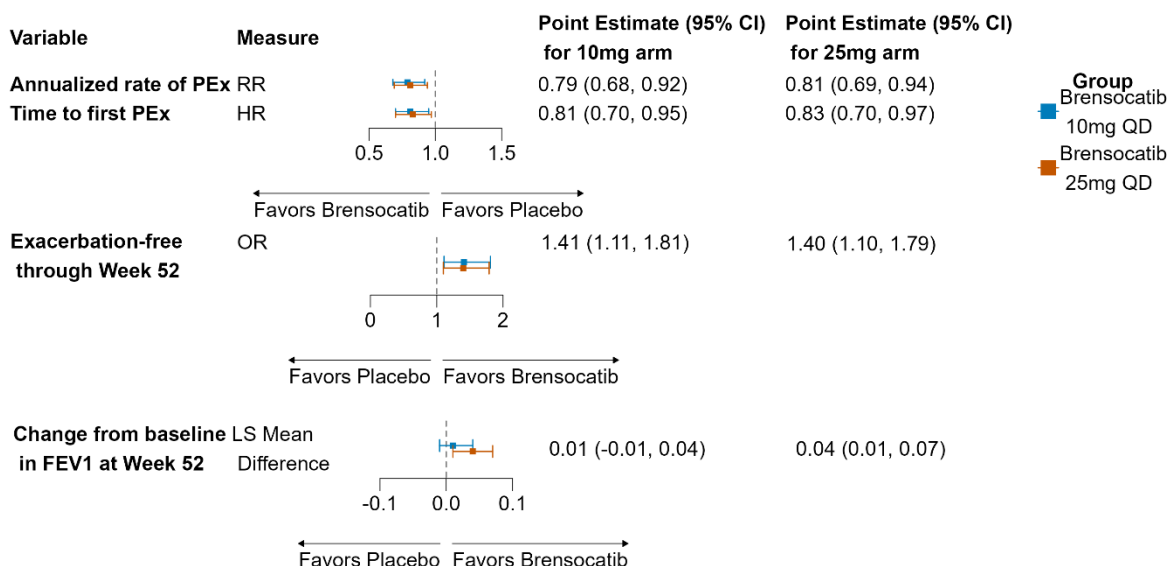 Variable Measure Point Estimate (95% CI) for 10mg arm Point Estimate (95% CI) for 25mg arm
Annualized rate of PEx RR 0.79 (0.68, 0.92) 0.81 (0.69, 0.94)
Time to first PEx HR 0.81 (0.70, 0.95) 0.83 (0.70, 0.97)
0.5 1.0 1.5
Favors Brensocatib Favors Placebo
Group
Brensocatib
10mg QD
Brensocatib
25mg QD
Exacerbation-free OR 1.41 (1.11, 1.81) 1.40 (1.10, 1.79)
through Week 52
0 1 2
Favors Placebo Favors Brensocatib
Change from baseline LS Mean
in FEV1 at Week 52 Difference 0.01 (-0.01, 0.04) 0.04 (0.01, 0.07)
-0.1 0.0 0.1
Favors Placebo Favors Brensocatib